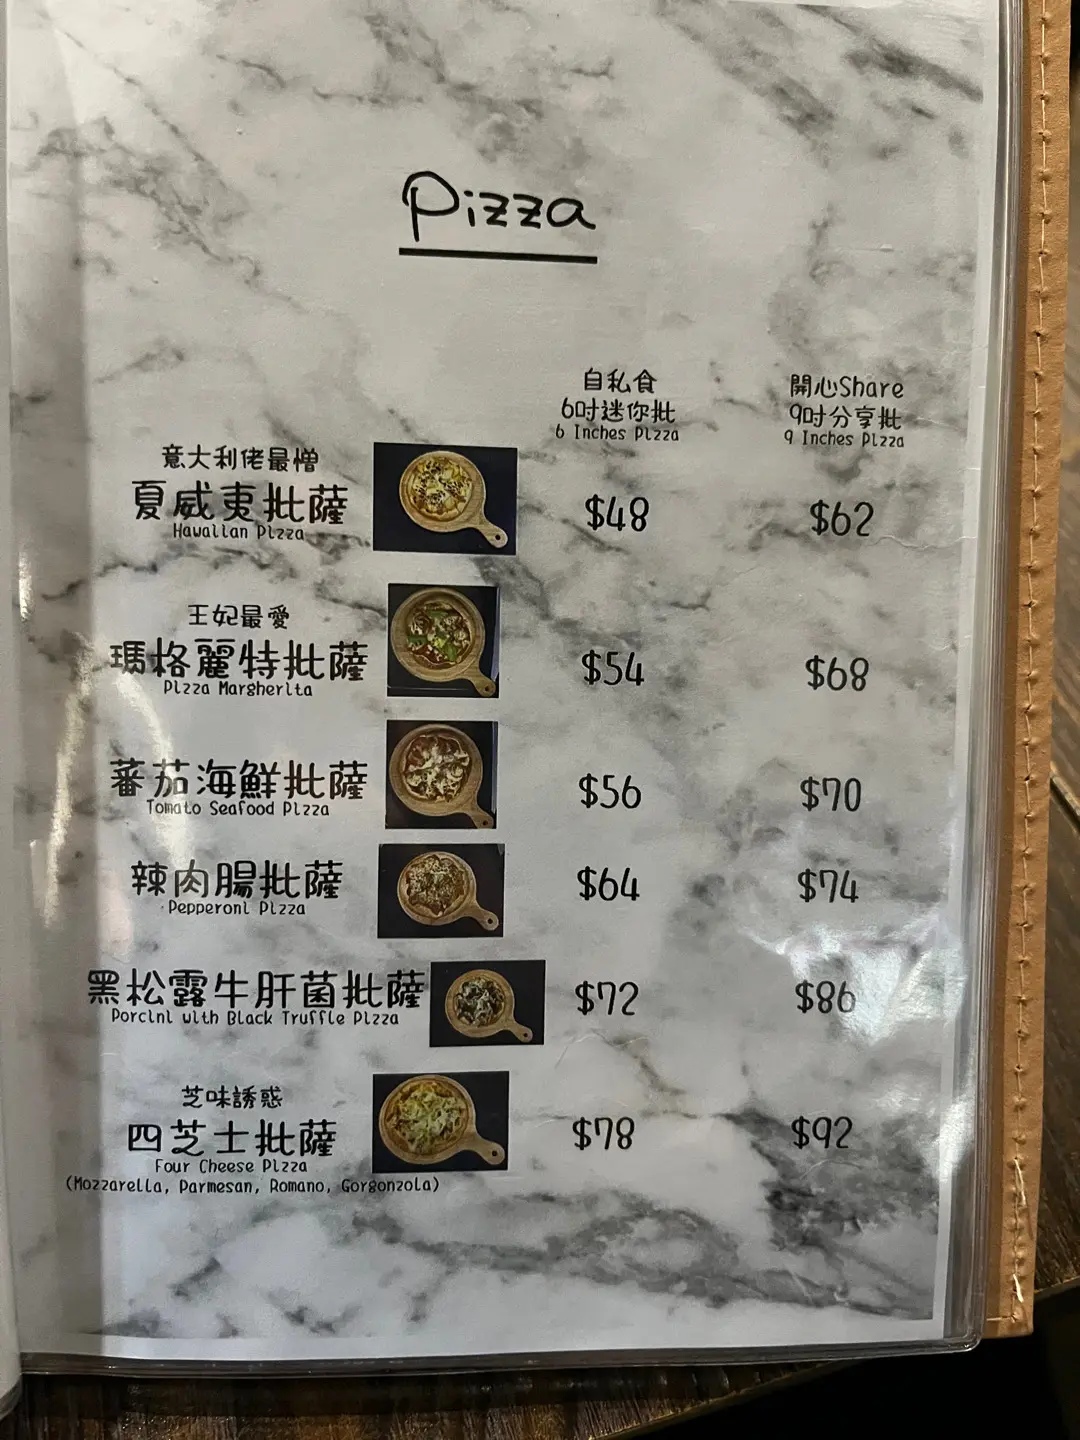 Pizza
自私食
6吋迷你批
6 Inches Pizza
開心Share
9吋分享批
9 Inches Pizza
意大利佬最憎
夏威夷批薩
Hawaiian Pizza
$48
$62
王妃最愛
瑪格麗特批薩
Pizza Margherita
$54
$68
蕃茄海鮮批薩
Tomato Seafood Pizza
$56
$70
辣肉腸批薩
Pepperoni Pizza
$64
$74
黑松露牛肝菌批薩
Porcini with Black Truffle Pizza
$72
$86
芝味誘惑
四芝士批薩
Four Cheese Pizza
(Mozzarella, Parmesan, Romano, Gorgonzola)
$78
$92